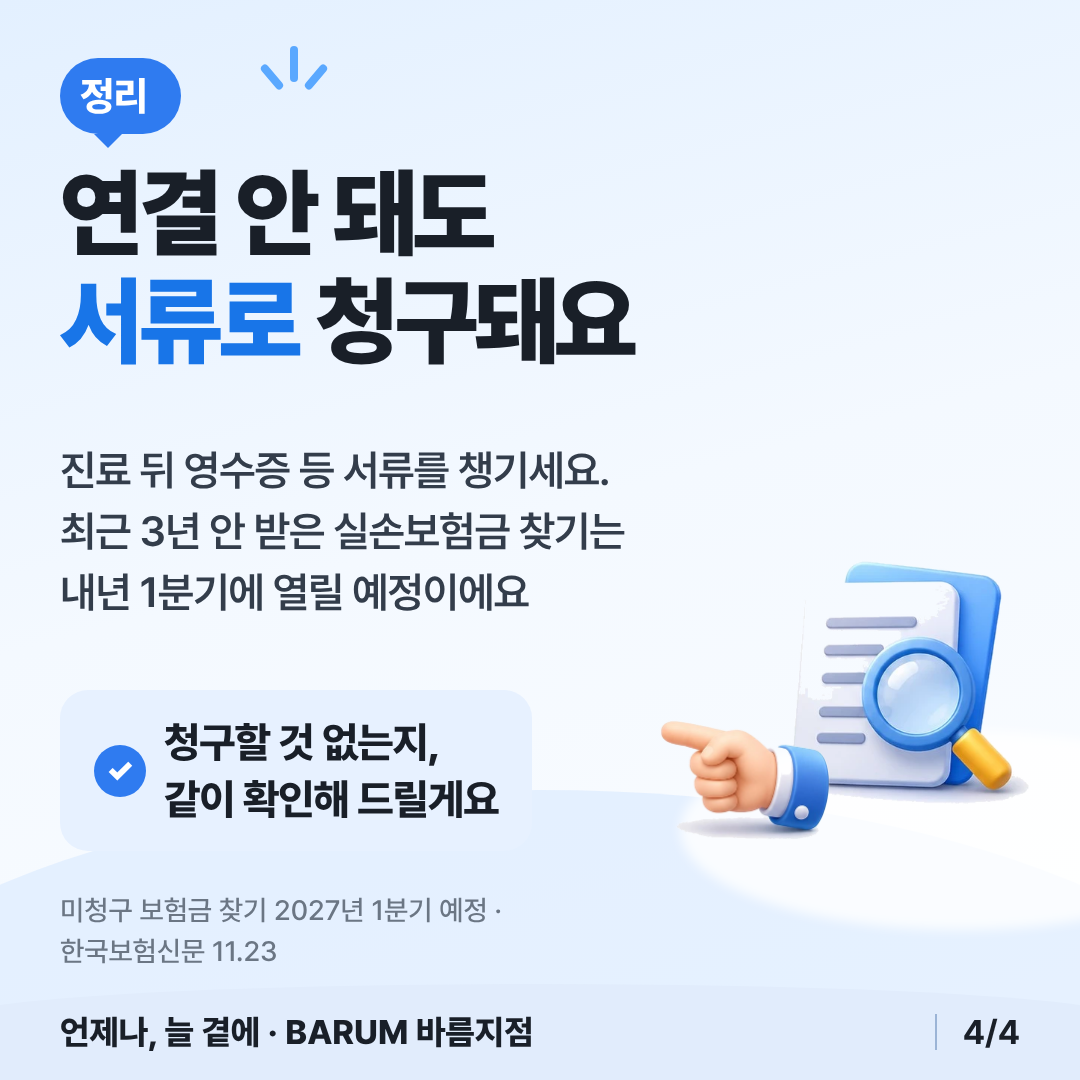 정리
연결 안 돼도
서류로 청구돼요
진료 뒤 영수증 등 서류를 챙기세요.
최근 3년 안 받은 실손보험금 찾기는
내년 1분기에 열릴 예정이에요
청구할 것 없는지,
같이 확인해 드릴게요
미청구 보험금 찾기 2027년 1분기 예정 ·
한국보험신문 11.23
언제나, 늘 곁에 · BARUM 바름지점
4/4